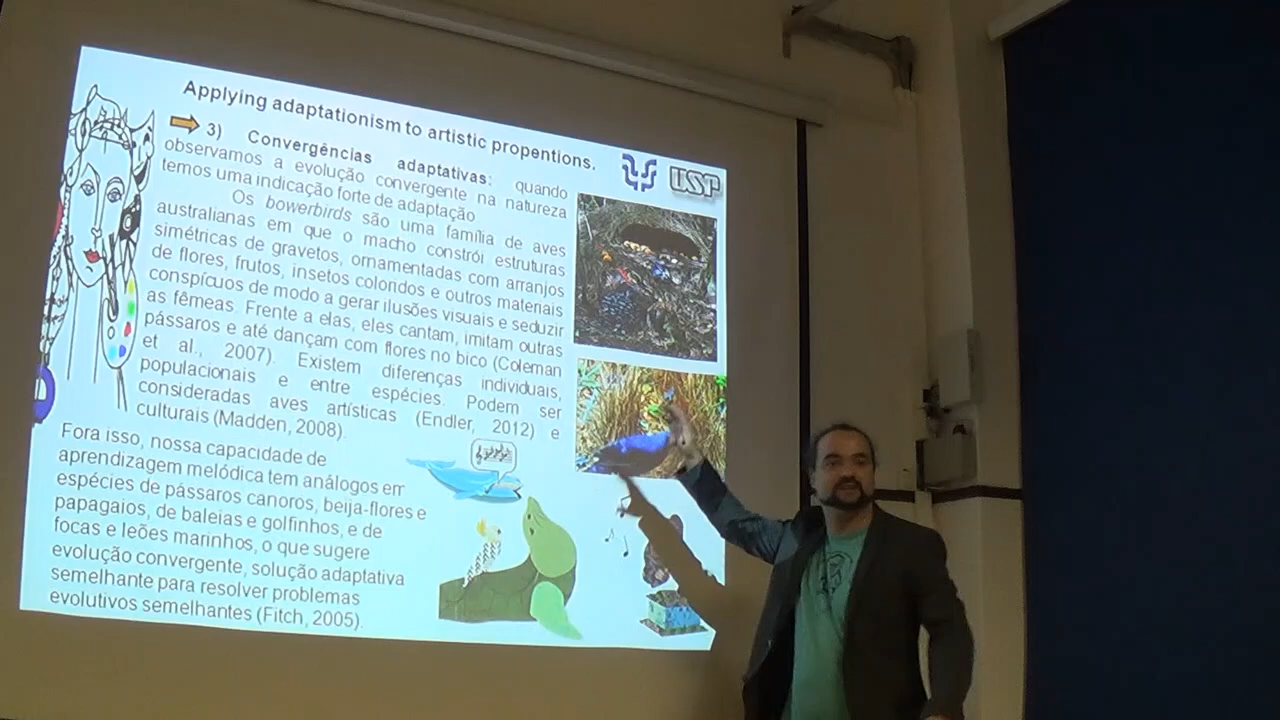 Applying adaptationism to artistic propentions.
3) Convergências adaptativas: quando
observamos a evolução convergente na natureza
temos uma indicação forte de adaptação
Os bowerbirds são uma família de aves
australianas em que o macho constrói estruturas
simétricas de gravetos, ornamentadas com arranjos
de flores, frutos, insetos coloridos e outros materiais
conspícuos de modo a gerar ilusões visuais e seduzir
as fêmeas. Frente a elas, eles cantam, imitam outras
pássaros e até dançam com flores no bico (Coleman
et al., 2007). Existem diferenças individuais,
populacionais e entre espécies. Podem ser
consideradas aves artísticas (Endler, 2012) e
culturais (Madden, 2008).
Fora isso, nossa capacidade de
aprendizagem melódica tem análogos em
espécies de pássaros canoros, beija-flores e
papagaios, de baleias e golfinhos, e de
focas e leões marinhos, o que sugere
evolução convergente, solução adaptativa
semelhante para resolver problemas
evolutivos semelhantes (Fitch, 2005).
USP